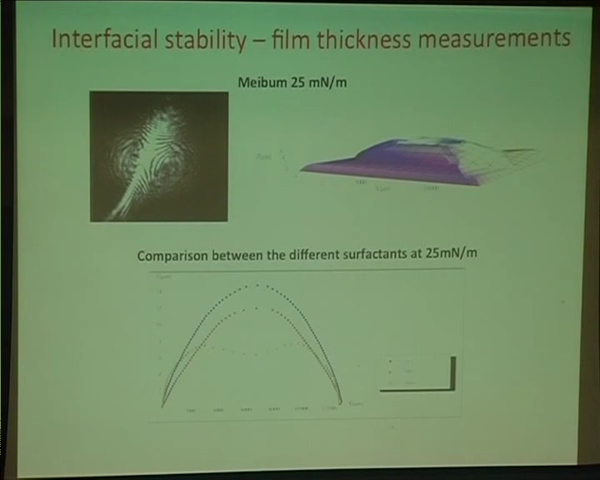 Interfacial stability – film thickness measurements
Meibum 25 mN/m
Comparison between the different surfactants at 25mN/m